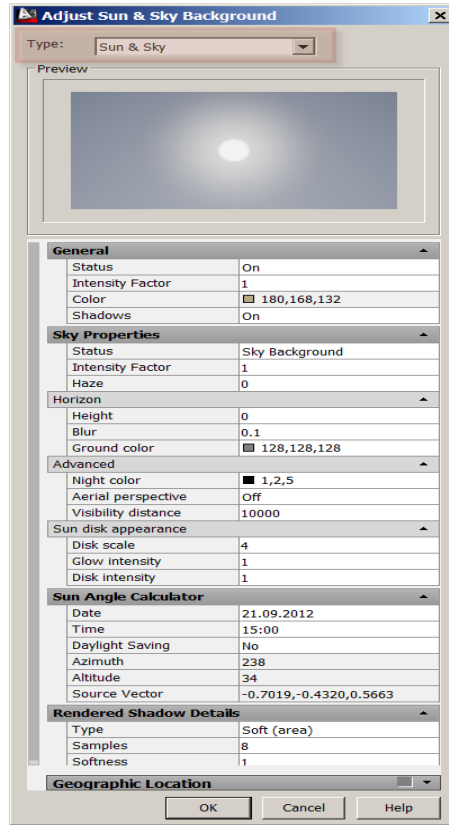 Adjust Sun & Sky Background
Type: Sun & Sky
Preview
General
Status On
Intensity Factor 1
Color 180,168,132
Shadows On
Sky Properties
Status Sky Background
Intensity Factor 1
Haze 0
Horizon
Height 0
Blur 0.1
Ground color 128,128,128
Advanced
Night color 1,2,5
Aerial perspective Off
Visibility distance 10000
Sun disk appearance
Disk scale 4
Glow intensity 1
Disk intensity 1
Sun Angle Calculator
Date 21.09.2012
Time 15:00
Daylight Saving No
Azimuth 238
Altitude 34
Source Vector -0.7019,-0.4320,0.5663
Rendered Shadow Details
Type Soft (area)
Samples 8
Softness 1
Geographic Location
OK Cancel Help